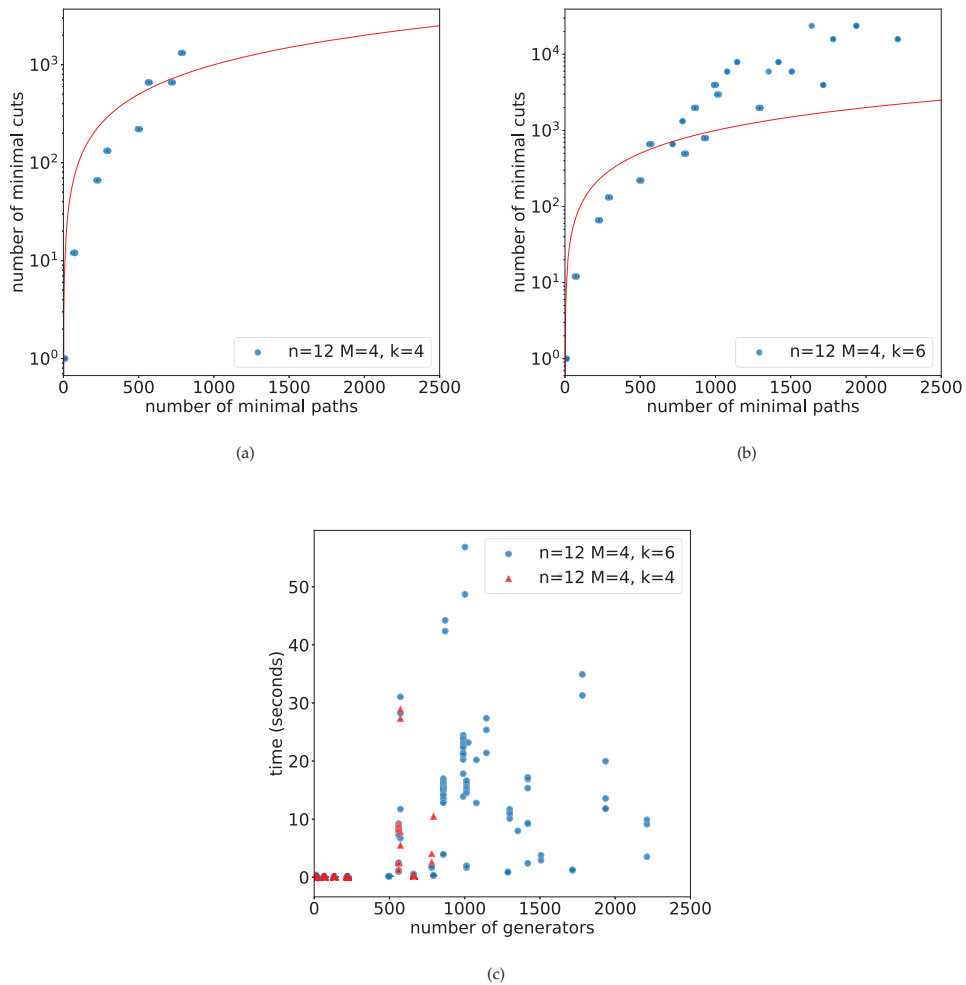 number of minimal cuts
10³
10²
10¹
10⁰
n=12 M=4, k=4
0 500 1000 1500 2000 2500
number of minimal paths
(a)
number of minimal cuts
10⁴
10³
10²
10¹
10⁰
n=12 M=4, k=6
0 500 1000 1500 2000 2500
number of minimal paths
(b)
time (seconds)
50
40
30
20
10
0
n=12 M=4, k=6
n=12 M=4, k=4
0 500 1000 1500 2000 2500
number of generators
(c)